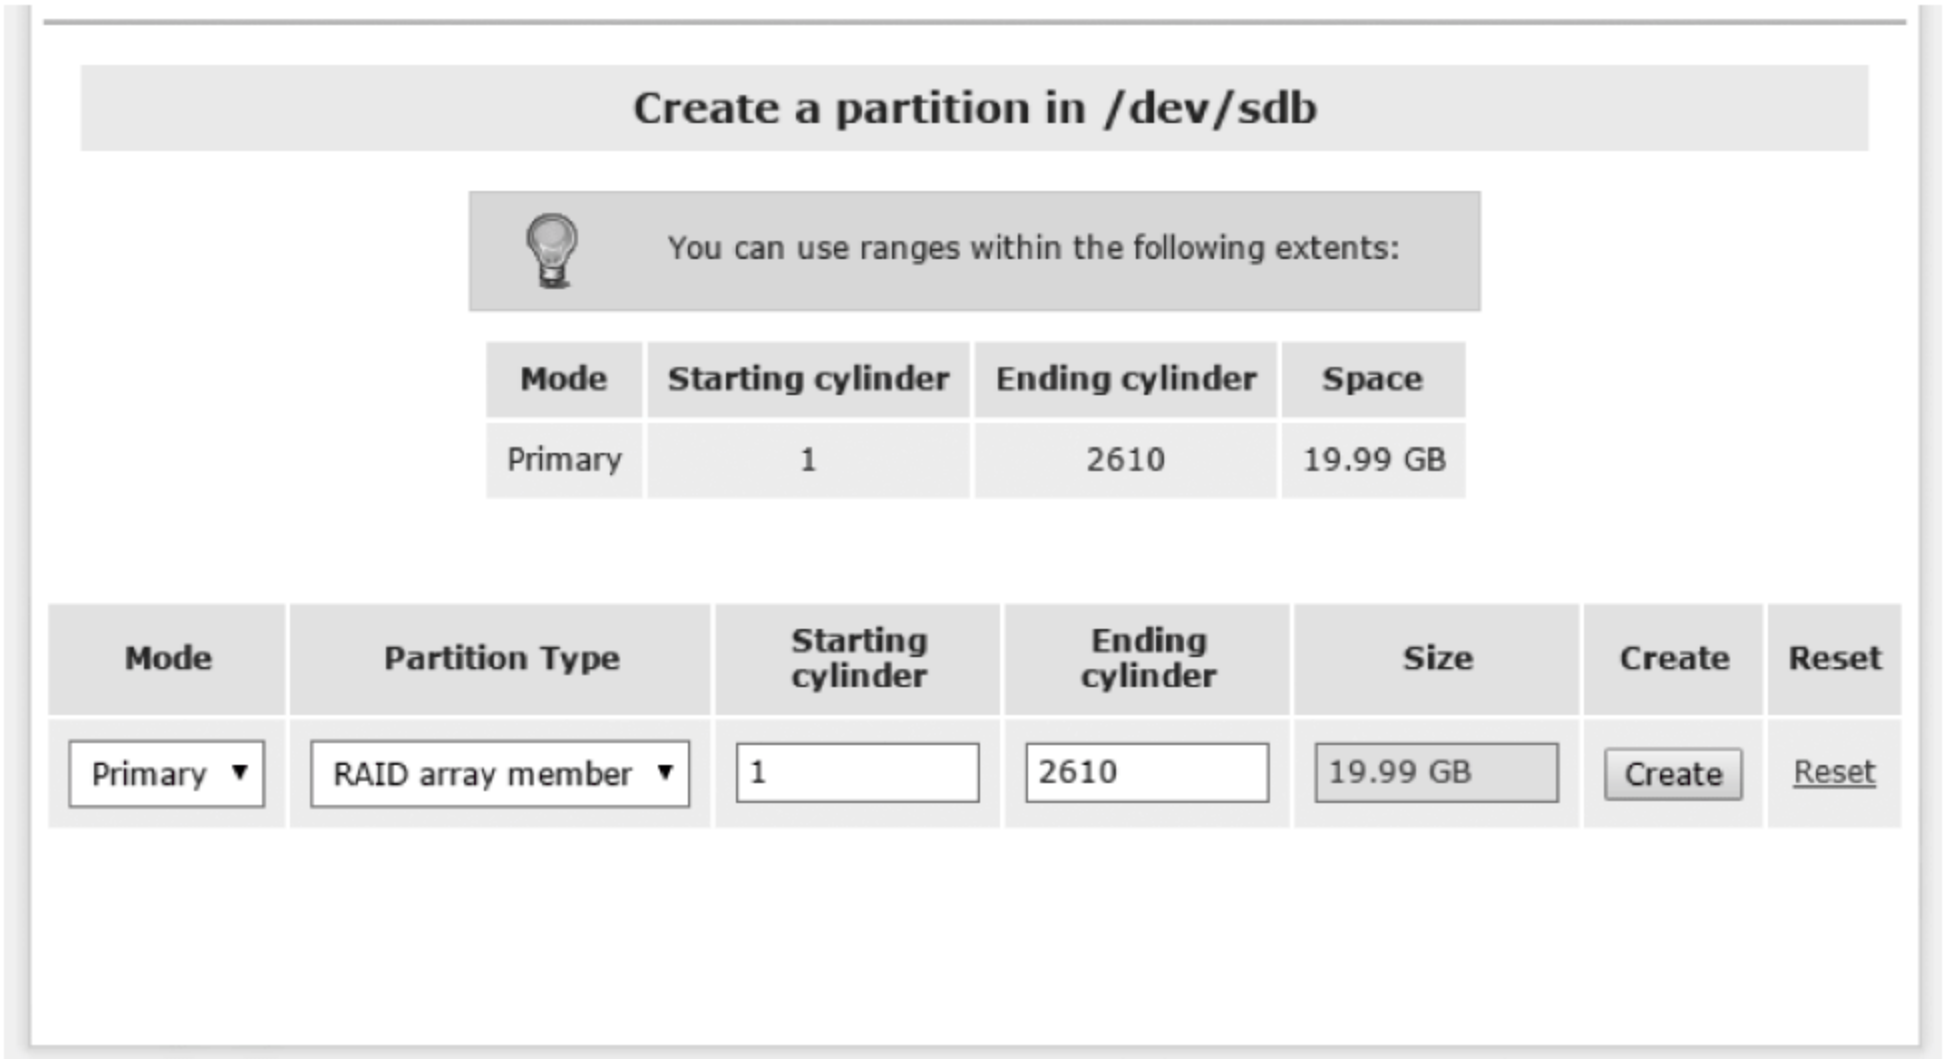 Create a partition in /dev/sdb
You can use ranges within the following extents:
Mode Starting cylinder Ending cylinder Space
Primary 1 2610 19.99 GB
Mode Partition Type Starting cylinder Ending cylinder Size Create Reset
Primary ▼ RAID array member ▼ 1 2610 19.99 GB Create Reset